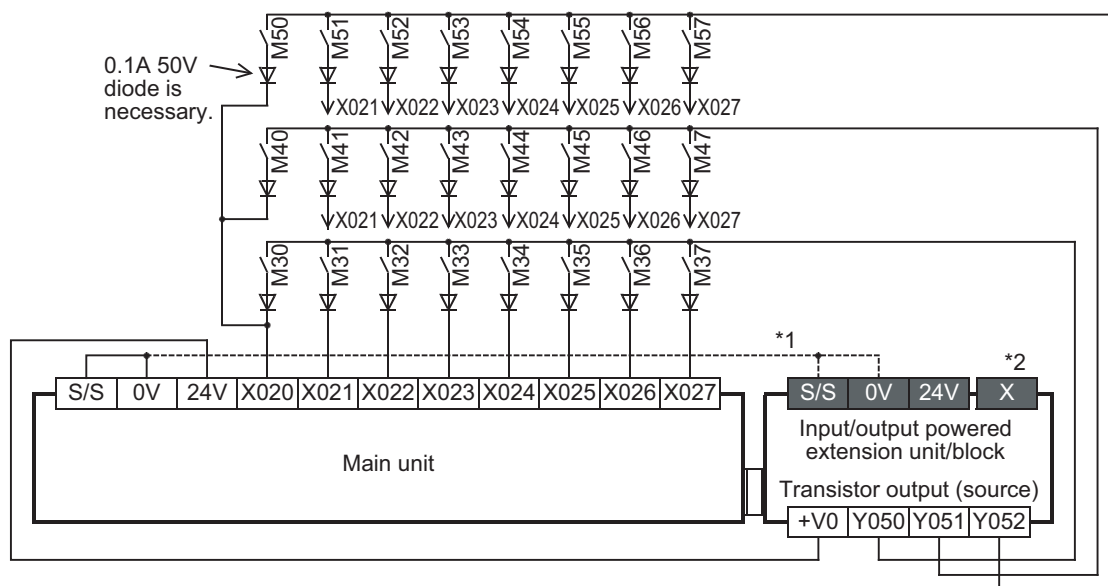 M50 M51 M52 M53 M54 M55 M56 M57
0.1A 50V
diode is
necessary.
X021 X022 X023 X024 X025 X026 X027
M40 M41 M42 M43 M44 M45 M46 M47
X021 X022 X023 X024 X025 X026 X027
M30 M31 M32 M33 M34 M35 M36 M37
*1
*2
S/S 0V 24V X020 X021 X022 X023 X024 X025 X026 X027
S/S 0V 24V X
Main unit
Input/output powered
extension unit/block
Transistor output (source)
+V0 Y050 Y051 Y052